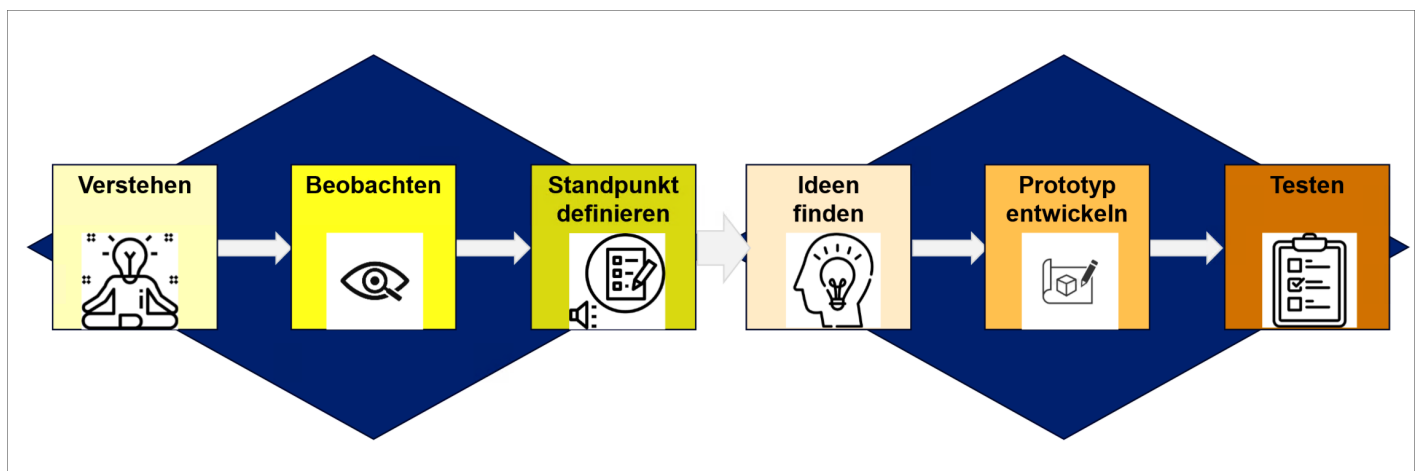 Verstehen
Beobachten
Standpunkt
definieren
Ideen
finden
Prototyp
entwickeln
Testen